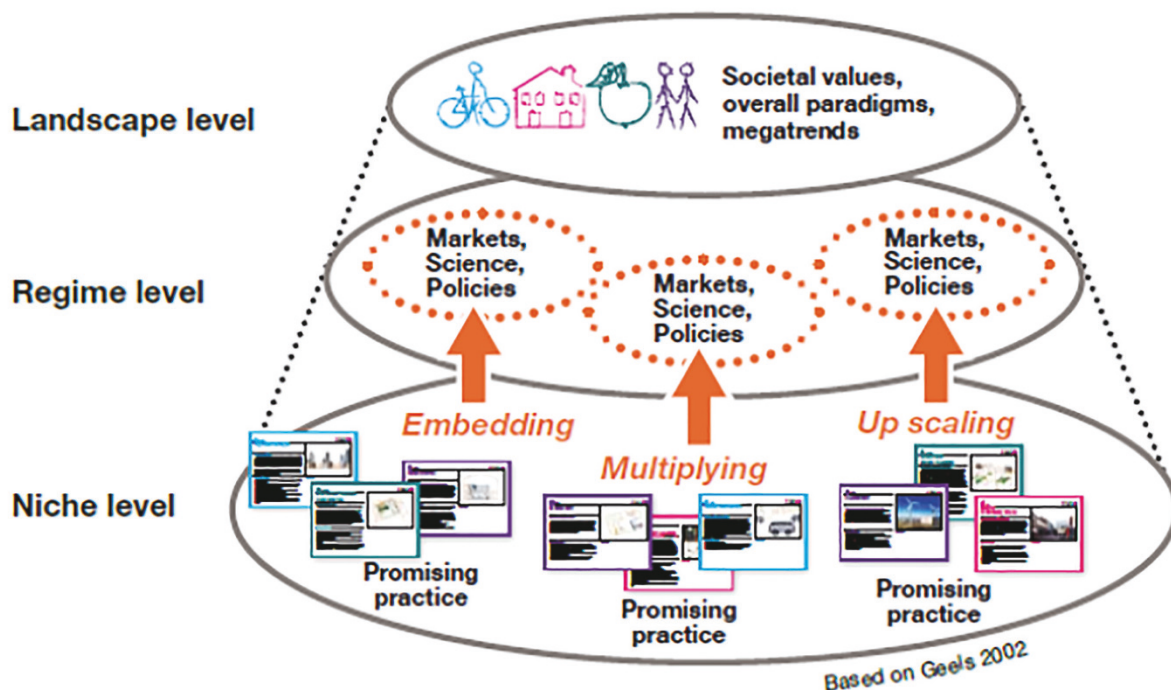 Landscape level
Societal values,
overall paradigms,
megatrends
Regime level
Markets,
Science,
Policies
Markets,
Science,
Policies
Markets,
Science,
Policies
Embedding
Multiplying
Up scaling
Niche level
Promising
practice
Promising
practice
Promising
practice
Based on Geels 2002